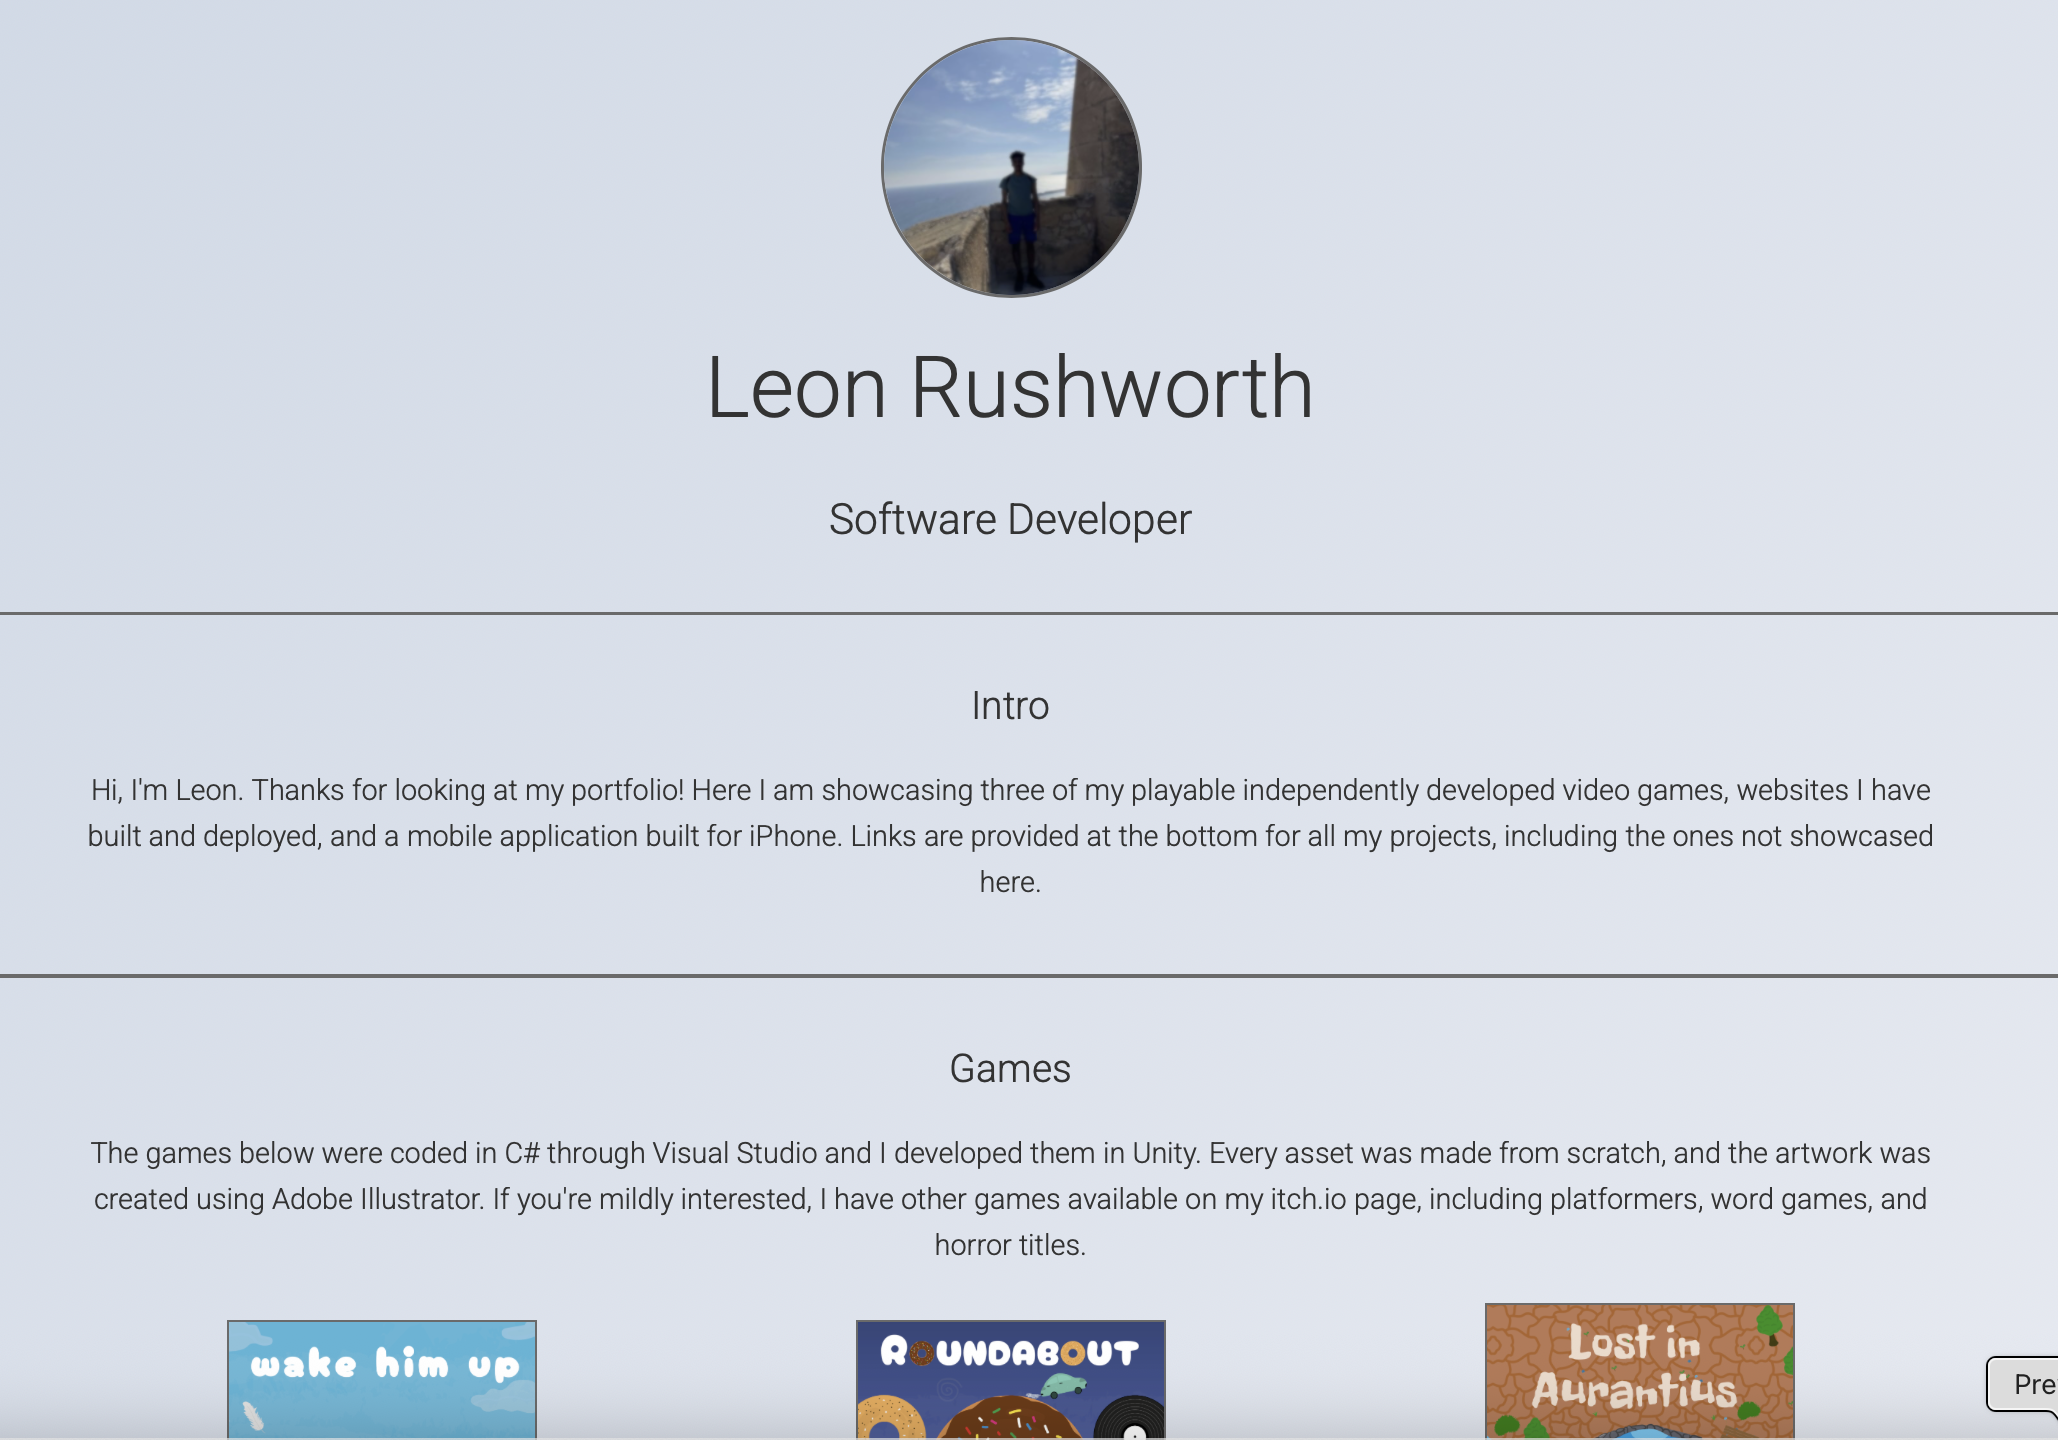 Leon Rushworth
Software Developer
Intro
Hi, I'm Leon. Thanks for looking at my portfolio! Here I am showcasing three of my playable independently developed video games, websites I have
built and deployed, and a mobile application built for iPhone. Links are provided at the bottom for all my projects, including the ones not showcased
here.
Games
The games below were coded in C# through Visual Studio and I developed them in Unity. Every asset was made from scratch, and the artwork was
created using Adobe Illustrator. If you're mildly interested, I have other games available on my itch.io page, including platformers, word games, and
horror titles.
wake him up
ROUNDABOUT
Lost in
Aurantius